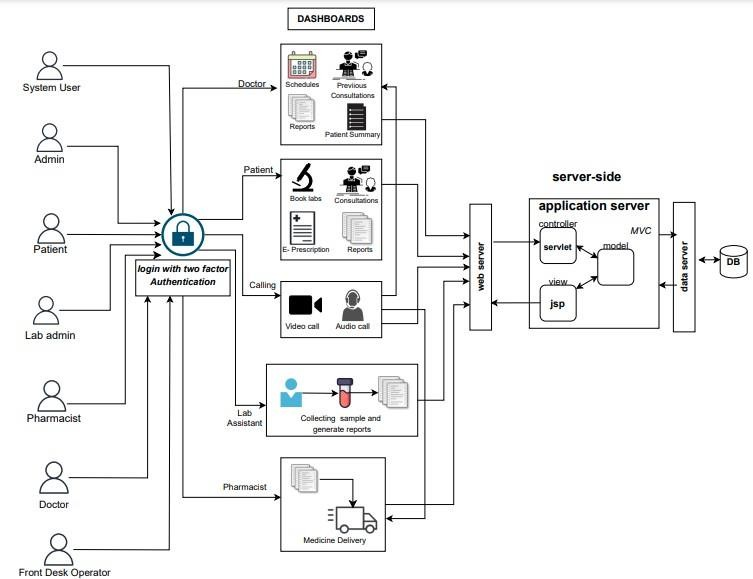 DASHBOARDS
System User
Admin
Patient
Lab admin
Pharmacist
Doctor
Front Desk Operator
login with two factor
Authentication
Doctor
Schedules
Previious
Consultations
Reports
Patient Summary
Patient
Book labs
Consultations
E- Prescription
Reports
Calling
Video call
Audio call
Lab
Assistant
Collecting sample and
generate reports
Pharmacist
Medicine Delivery
web server
server-side
application server
controller
MVC
servlet
model
view
jsp
data server
DB